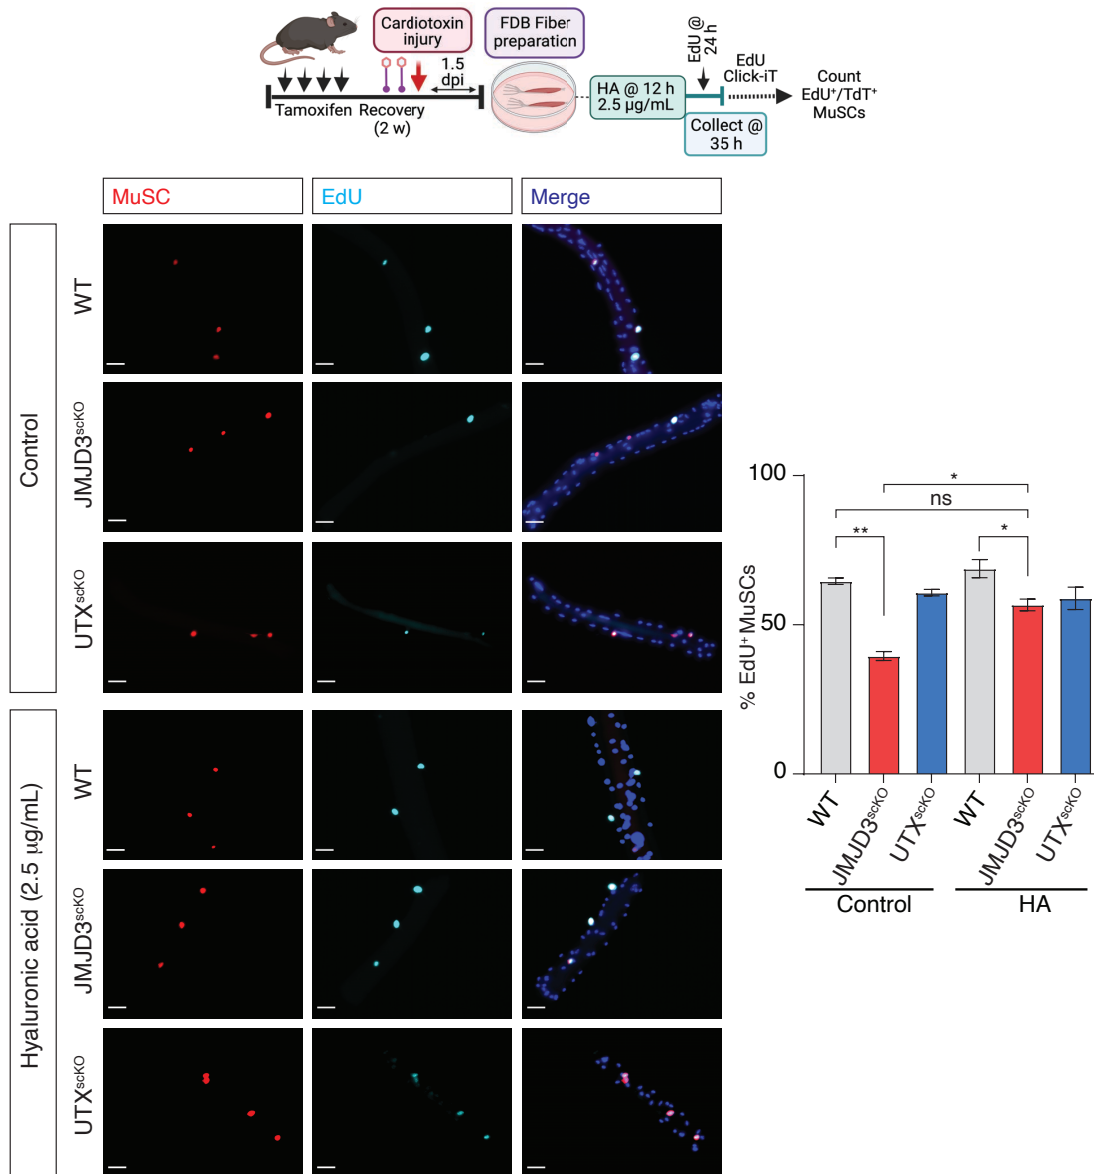 Cardiotoxin
injury
FDB Fiber
preparation
1.5
dpi
Tamoxifen
Recovery
(2 w)
HA @ 12 h
2.5 µg/mL
EdU @
24 h
EdU
Click-iT
Collect @
35 h
Count
EdU⁺/TdT⁺
MuSCs
MuSC
EdU
Merge
Control
WT
JMJD3scKO
UTXscKO
Hyaluronic acid (2.5 µg/mL)
WT
JMJD3scKO
UTXscKO
% EdU⁺ MuSCs
100
50
0
*
ns
**
*
WT
JMJD3scKO
UTXscKO
WT
JMJD3scKO
UTXscKO
Control
HA